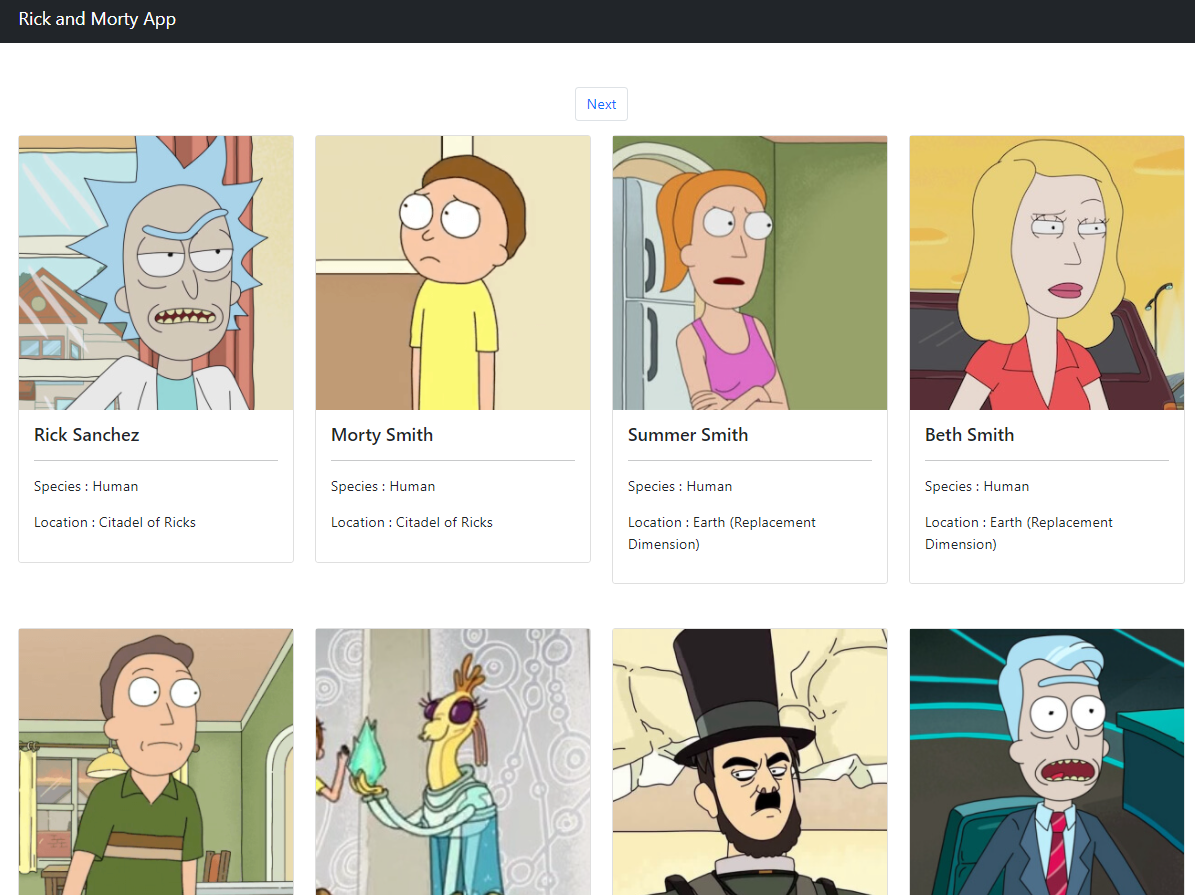 Rick and Morty App
Next
Rick Sanchez
Species : Human
Location : Citadel of Ricks
Morty Smith
Species : Human
Location : Citadel of Ricks
Summer Smith
Species : Human
Location : Earth (Replacement
Dimension)
Beth Smith
Species : Human
Location : Earth (Replacement
Dimension)